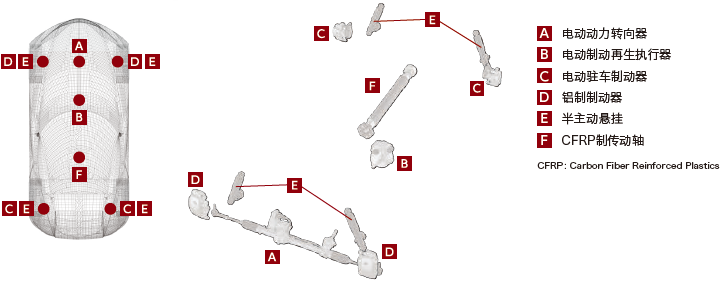 A
D E
D E
B
F
C E
C E
C
E
C
F
B
D
E
A
D
A 电动动力转向器
B 电动制动再生执行器
C 电动驻车制动器
D 铝制制动器
E 半主动悬挂
F CFRP制传动轴
CFRP: Carbon Fiber Reinforced Plastics